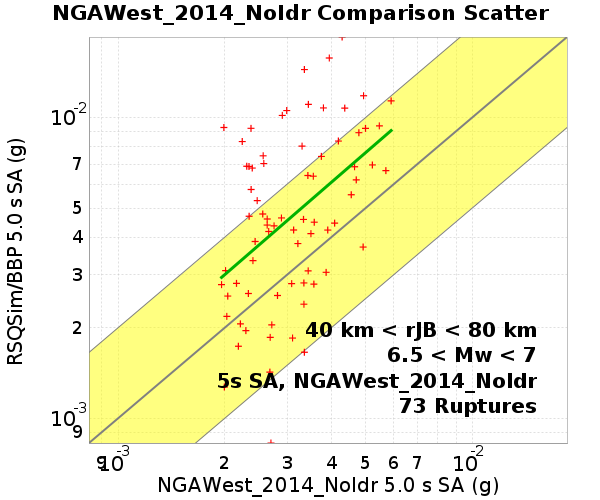 NGAWest_2014_NoIdr Comparison Scatter
RSQSim/BBP 5.0 s SA (g)
10-2
7
5
4
3
2
10-3
9
40 km < rJB < 80 km
6.5 < Mw < 7
5s SA, NGAWest_2014_NoIdr
73 Ruptures
9 10-3 2 3 4 5 6 7 10-2
NGAWest_2014_NoIdr 5.0 s SA (g)